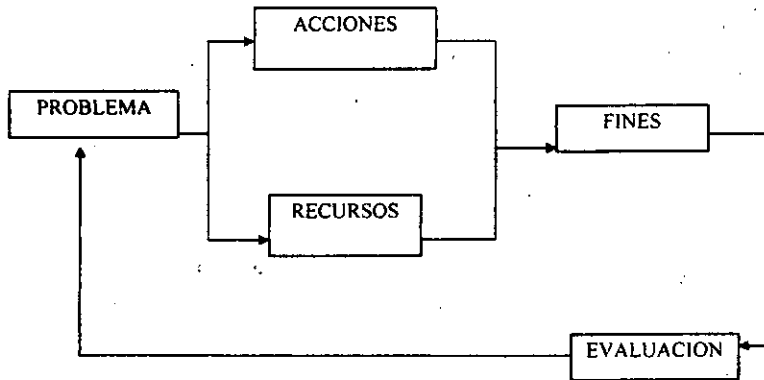 ACCIONES
PROBLEMA
FINES
RECURSOS
EVALUACION